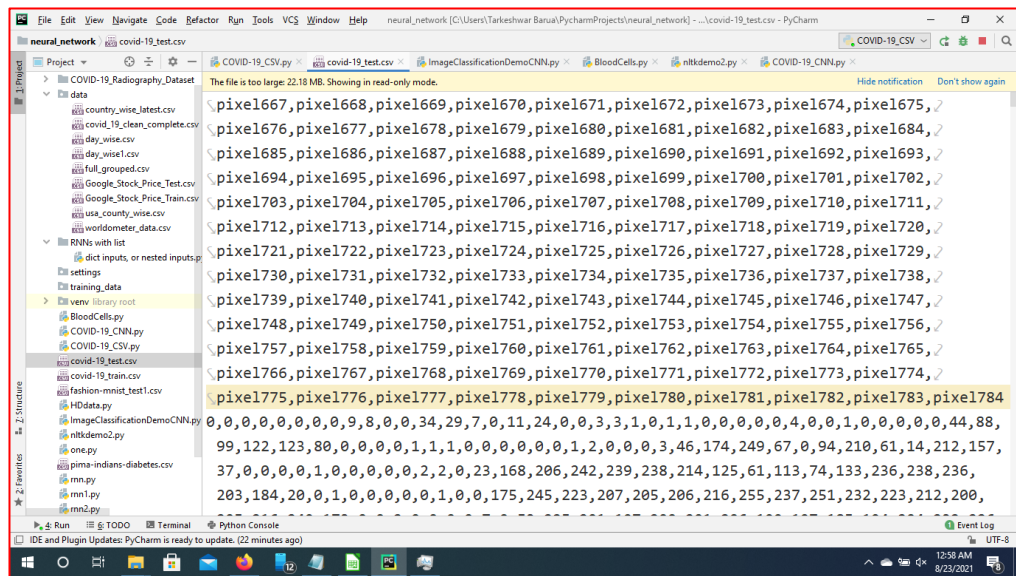 File Edit View Navigate Code Refactor Run Tools VCS Window Help neural_network [C:\Users\Tarkeshwar Barua\PycharmProjects\neural_network] - ...\covid-19_test.csv - PyCharm
neural_network covid-19_test.csv COVID-19_CSV
Project COVID-19_CSV.py covid-19_test.csv ImageClassificationDemoCNN.py BloodCells.py nltkdemo2.py COVID-19_CNN.py
The file is too large: 22.18 MB. Showing in read-only mode. Hide notification Don't show again
1: Project
COVID-19_Radiography_Dataset
data
country_wise_latest.csv
covid_19_clean_complete.csv
day_wise.csv
day_wise1.csv
full_grouped.csv
Google_Stock_Price_Test.csv
Google_Stock_Price_Train.csv
usa_county_wise.csv
worldometer_data.csv
RNNs with list
dict inputs, or nested inputs.p
settings
training_data
venv library root
BloodCells.py
COVID-19_CNN.py
COVID-19_CSV.py
covid-19_test.csv
covid-19_train.csv
fashion-mnist_test1.csv
HDdata.py
ImageClassificationDemoCNN.py
nltkdemo2.py
one.py
pima-indians-diabetes.csv
rnn.py
rnn1.py
rnn2.py
7: Structure
2: Favorites
pixel667,pixel668,pixel669,pixel670,pixel671,pixel672,pixel673,pixel674,pixel675,
pixel676,pixel677,pixel678,pixel679,pixel680,pixel681,pixel682,pixel683,pixel684,
pixel685,pixel686,pixel687,pixel688,pixel689,pixel690,pixel691,pixel692,pixel693,
pixel694,pixel695,pixel696,pixel697,pixel698,pixel699,pixel700,pixel701,pixel702,
pixel703,pixel704,pixel705,pixel706,pixel707,pixel708,pixel709,pixel710,pixel711,
pixel712,pixel713,pixel714,pixel715,pixel716,pixel717,pixel718,pixel719,pixel720,
pixel721,pixel722,pixel723,pixel724,pixel725,pixel726,pixel727,pixel728,pixel729,
pixel730,pixel731,pixel732,pixel733,pixel734,pixel735,pixel736,pixel737,pixel738,
pixel739,pixel740,pixel741,pixel742,pixel743,pixel744,pixel745,pixel746,pixel747,
pixel748,pixel749,pixel750,pixel751,pixel752,pixel753,pixel754,pixel755,pixel756,
pixel757,pixel758,pixel759,pixel760,pixel761,pixel762,pixel763,pixel764,pixel765,
pixel766,pixel767,pixel768,pixel769,pixel770,pixel771,pixel772,pixel773,pixel774,
pixel775,pixel776,pixel777,pixel778,pixel779,pixel780,pixel781,pixel782,pixel783,pixel784
0,0,0,0,0,0,0,9,8,0,0,34,29,7,0,11,24,0,0,3,3,1,0,1,1,0,0,0,0,0,4,0,0,1,0,0,0,0,0,44,88,
99,122,123,80,0,0,0,0,1,1,1,0,0,0,0,0,0,1,2,0,0,0,3,46,174,249,67,0,94,210,61,14,212,157,
37,0,0,0,0,1,0,0,0,0,0,2,2,0,23,168,206,242,239,238,214,125,61,113,74,133,236,238,236,
203,184,20,0,1,0,0,0,0,0,1,0,0,175,245,223,207,205,206,216,255,237,251,232,223,212,200,
4: Run 6: TODO Terminal Python Console Event Log
IDE and Plugin Updates: PyCharm is ready to update. (22 minutes ago) UTF-8
12
12:58 AM
8/23/2021
8